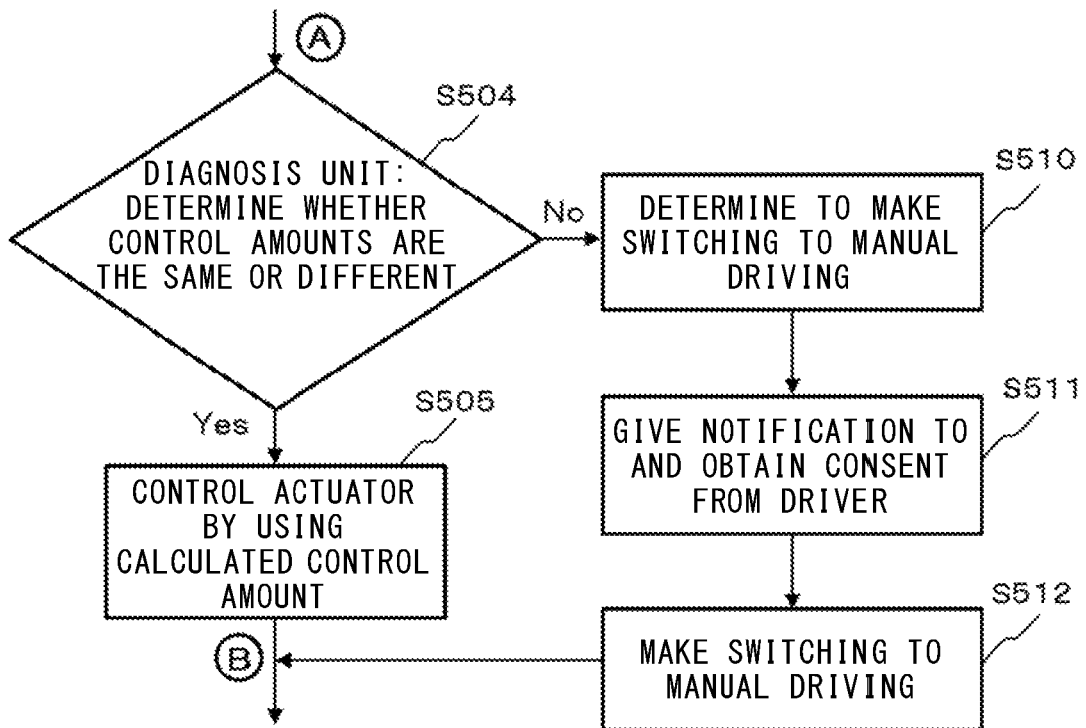 A
S504
DIAGNOSIS UNIT:
DETERMINE WHETHER
CONTROL AMOUNTS ARE
THE SAME OR DIFFERENT
No
S510
DETERMINE TO MAKE
SWITCHING TO MANUAL
DRIVING
Yes
S505
CONTROL ACTUATOR
BY USING
CALCULATED CONTROL
AMOUNT
S511
GIVE NOTIFICATION TO
AND OBTAIN CONSENT
FROM DRIVER
B
S512
MAKE SWITCHING TO
MANUAL DRIVING